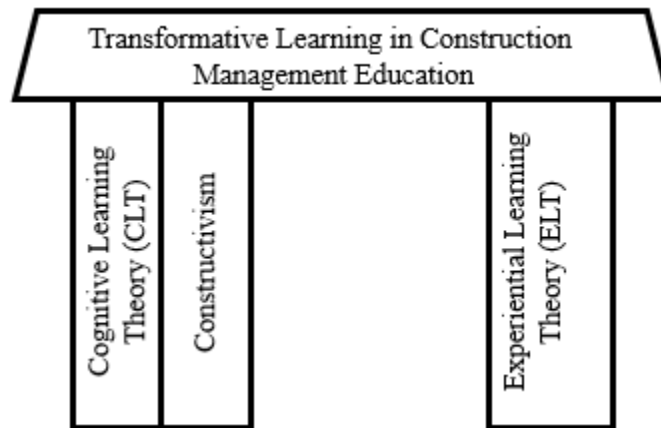 Transformative Learning in Construction
Management Education
Cognitive Learning
Theory (CLT)
Constructivism
Experiential Learning
Theory (ELT)